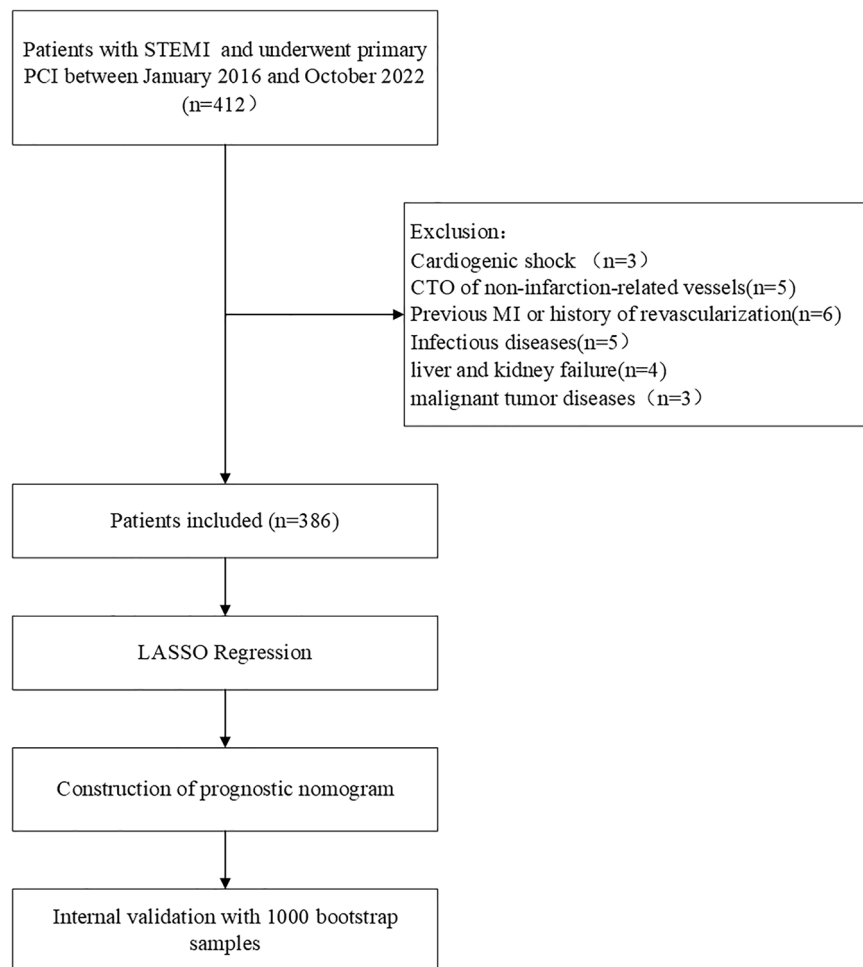 Patients with STEMI and underwent primary
PCI between January 2016 and October 2022
(n=412）
Exclusion：
Cardiogenic shock （n=3）
CTO of non-infarction-related vessels(n=5)
Previous MI or history of revascularization(n=6)
Infectious diseases(n=5）
liver and kidney failure(n=4)
malignant tumor diseases（n=3）
Patients included (n=386)
LASSO Regression
Construction of prognostic nomogram
Internal validation with 1000 bootstrap
samples